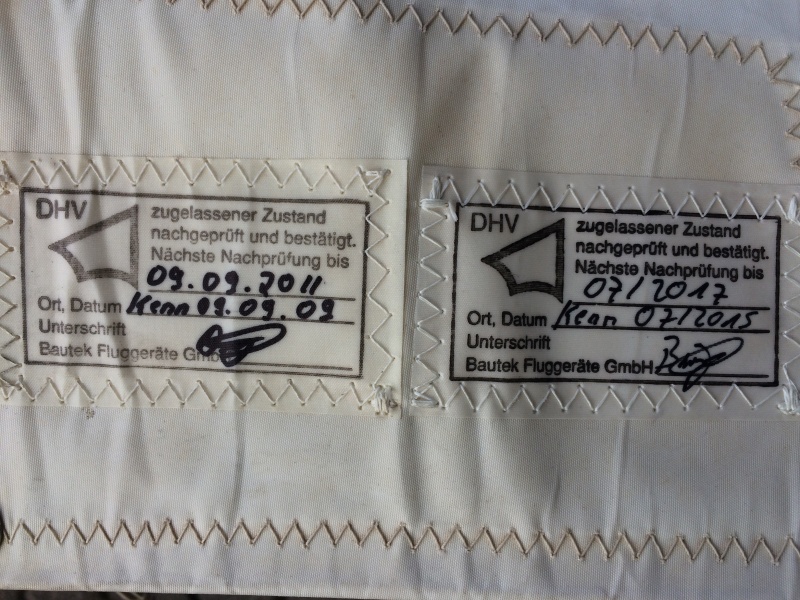 DHV
zugelassener Zustand
nachgeprüft und bestätigt.
Nächste Nachprüfung bis
09.09.2011
Ort, Datum Kenn 09.09.09
Unterschrift
Bautek Fluggeräte GmbH
DHV
zugelassener Zustand
nachgeprüft und bestätigt.
Nächste Nachprüfung bis
07/2017
Ort, Datum Kenn 07/2015
Unterschrift
Bautek Fluggeräte GmbH